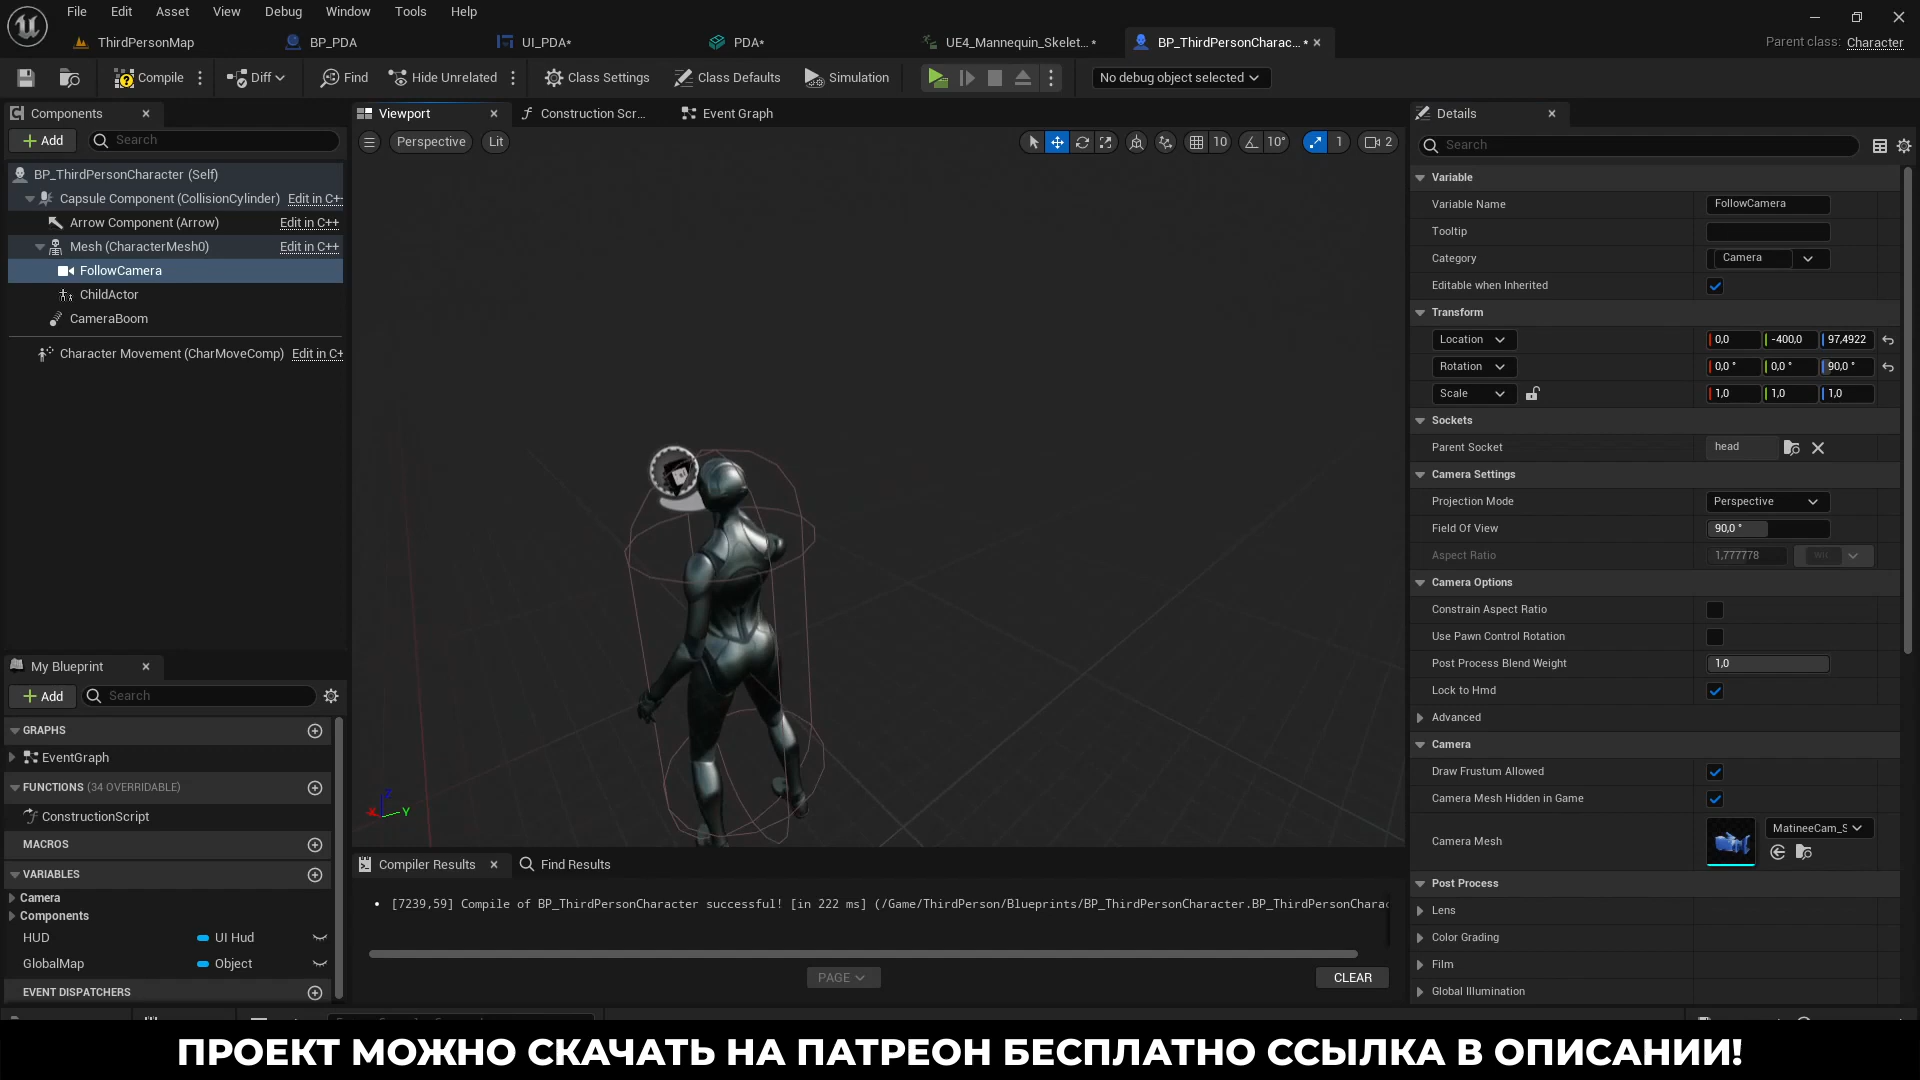 File Edit Asset View Debug Window Tools Help
ThirdPersonMap BP_PDA UI_PDA* PDA* UE4_Mannequin_Skelet... * BP_ThirdPersonCharac... * Parent class: Character
Compile Diff Find Hide Unrelated Class Settings Class Defaults Simulation No debug object selected
Components
Add Search
BP_ThirdPersonCharacter (Self)
Capsule Component (CollisionCylinder) Edit in C++
Arrow Component (Arrow) Edit in C++
Mesh (CharacterMesh0) Edit in C++
FollowCamera
ChildActor
CameraBoom
Character Movement (CharMoveComp) Edit in C+
My Blueprint
Add Search
GRAPHS
EventGraph
FUNCTIONS (34 OVERRIDABLE)
ConstructionScript
MACROS
VARIABLES
Camera
Components
HUD UI Hud
GlobalMap Object
EVENT DISPATCHERS
Viewport Construction Scr... Event Graph
Perspective Lit 10 10° 1 2
X Y Z
Compiler Results Find Results
[7239,59] Compile of BP_ThirdPersonCharacter successful! [in 222 ms] (/Game/ThirdPerson/Blueprints/BP_ThirdPersonCharacter.BP_ThirdPersonCharac
PAGE CLEAR
Details
Search
Variable
Variable Name FollowCamera
Tooltip
Category Camera
Editable when Inherited
Transform
Location 0,0 -400,0 97,4922
Rotation 0,0 ° 0,0 ° 90,0 °
Scale 1,0 1,0 1,0
Sockets
Parent Socket head
Camera Settings
Projection Mode Perspective
Field Of View 90,0 °
Aspect Ratio 1,777778
Camera Options
Constrain Aspect Ratio
Use Pawn Control Rotation
Post Process Blend Weight 1,0
Lock to Hmd
Advanced
Camera
Draw Frustum Allowed
Camera Mesh Hidden in Game
Camera Mesh MatineeCam_S
Post Process
Lens
Color Grading
Film
Global Illumination
ПРОЕКТ МОЖНО СКАЧАТЬ НА ПАТРЕОН БЕСПЛАТНО ССЫЛКА В ОПИСАНИИ!